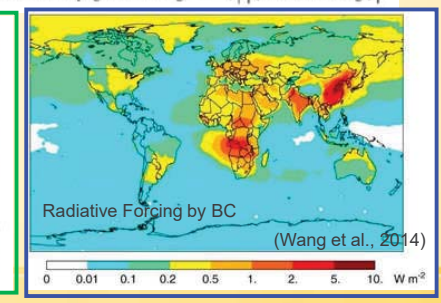 Radiative Forcing by BC
(Wang et al., 2014)
0 0.01 0.1 0.2 0.5 1. 2. 5. 10. W m⁻²